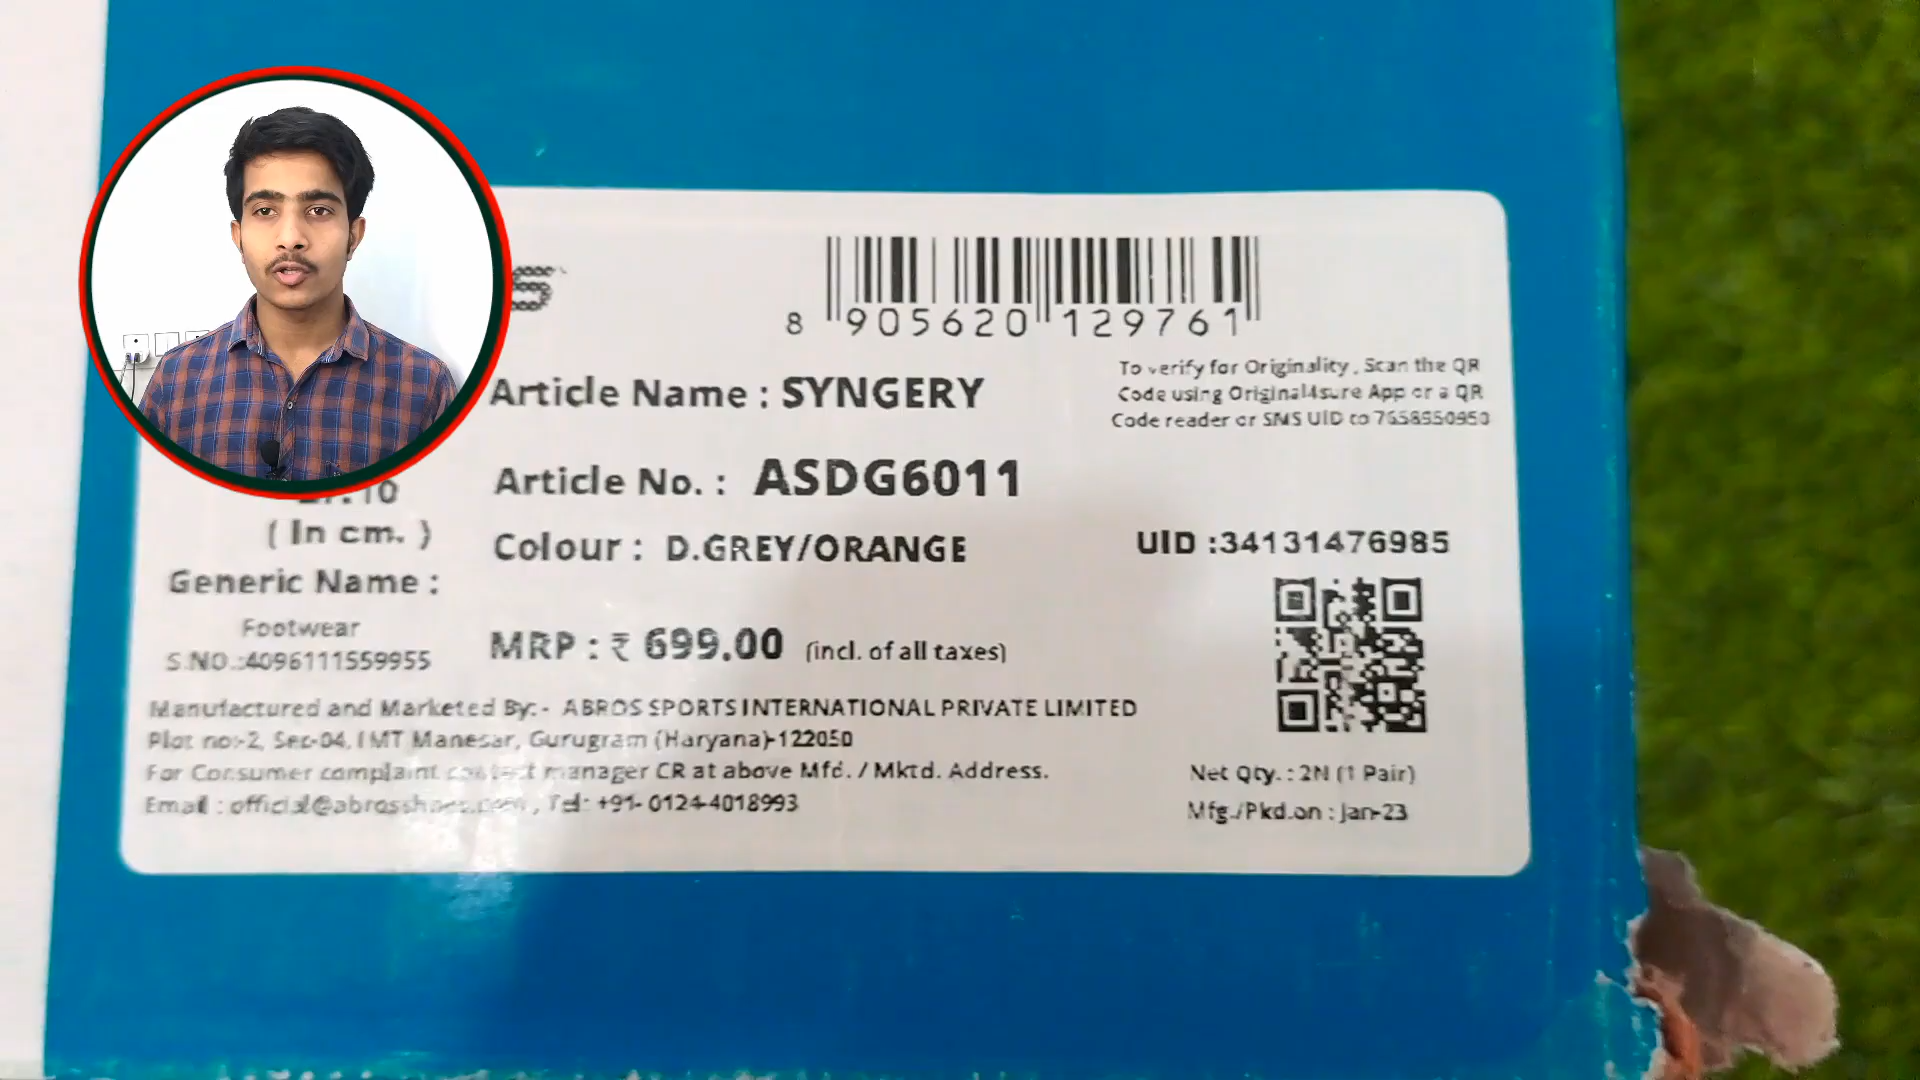 8 905620 129761
To verify for Originality, Scan the QR
Code using Original4sure App or a QR
Code reader or SMS UID to
Article Name : SYNGERY
Article No. : ASDG6011
Colour : D.GREY/ORANGE
UID :34131476985
( In cm. )
Generic Name :
Footwear
S.NO.:4096111559955
MRP : ₹ 699.00 (incl. of all taxes)
Manufactured and Marketed By:- ABROS SPORTS INTERNATIONAL PRIVATE LIMITED
Plot no:-2, Sec-04, IMT Manesar, Gurugram (Haryana)-122050
For Consumer complaint contact manager CR at above Mfd. / Mktd. Address.
Email : , Tel: +91- 0124-4018993
Net Qty. : 2N (1 Pair)
Mfg./Pkd.on : Jan-23